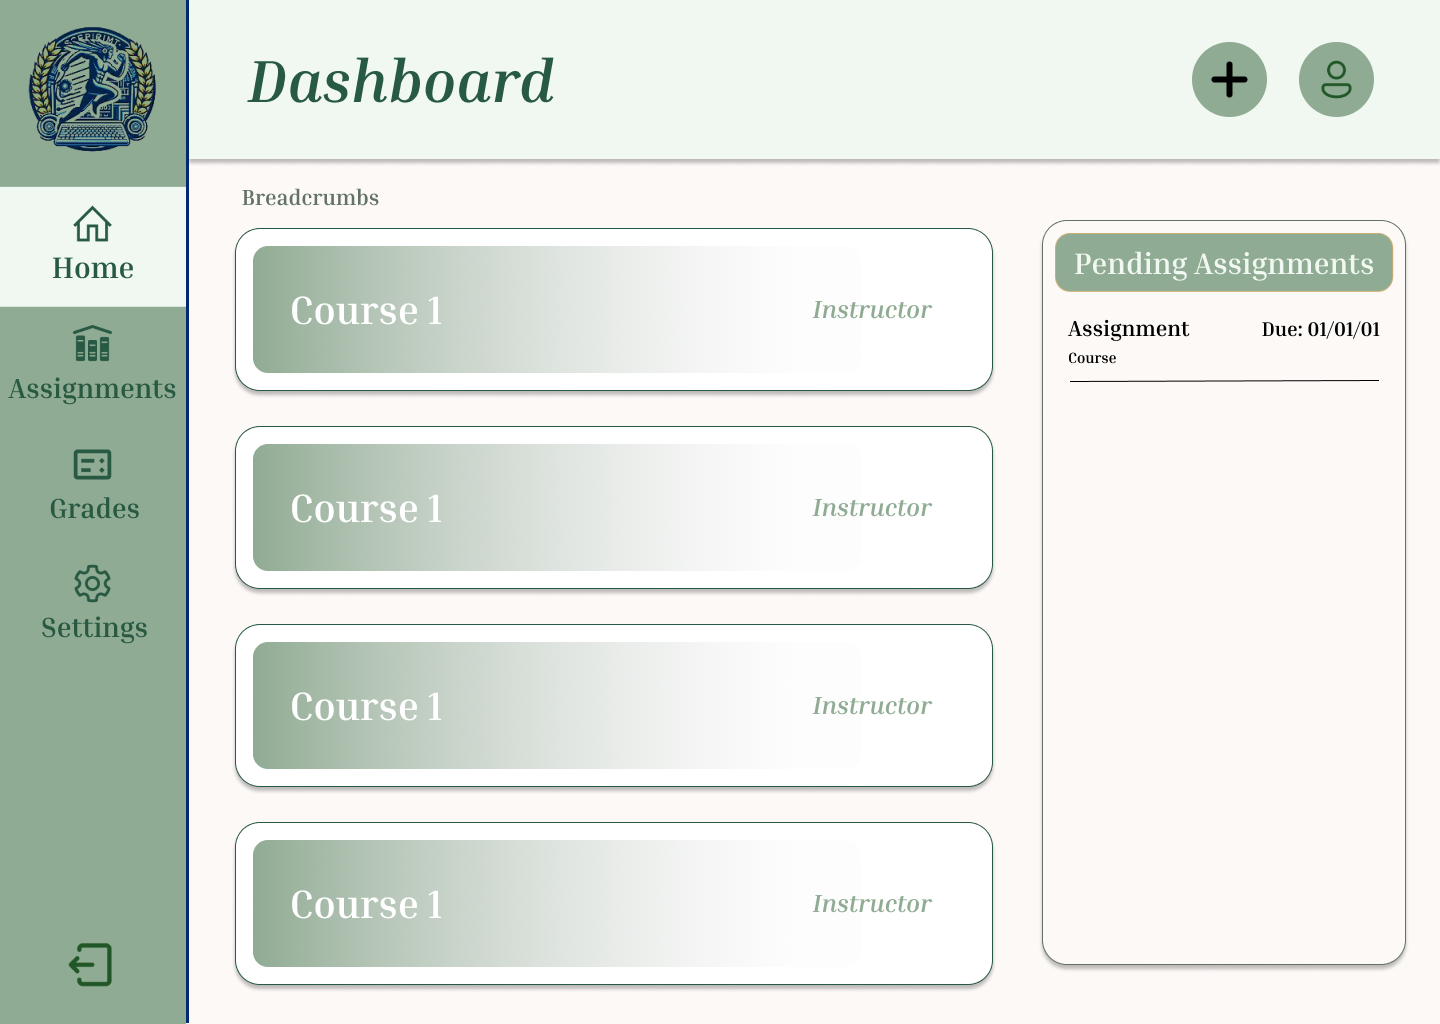 Dashboard
Home
Assignments
Grades
Settings
Breadcrumbs
Course 1
Instructor
Course 1
Instructor
Course 1
Instructor
Course 1
Instructor
Pending Assignments
Assignment
Due: 01/01/01
Course